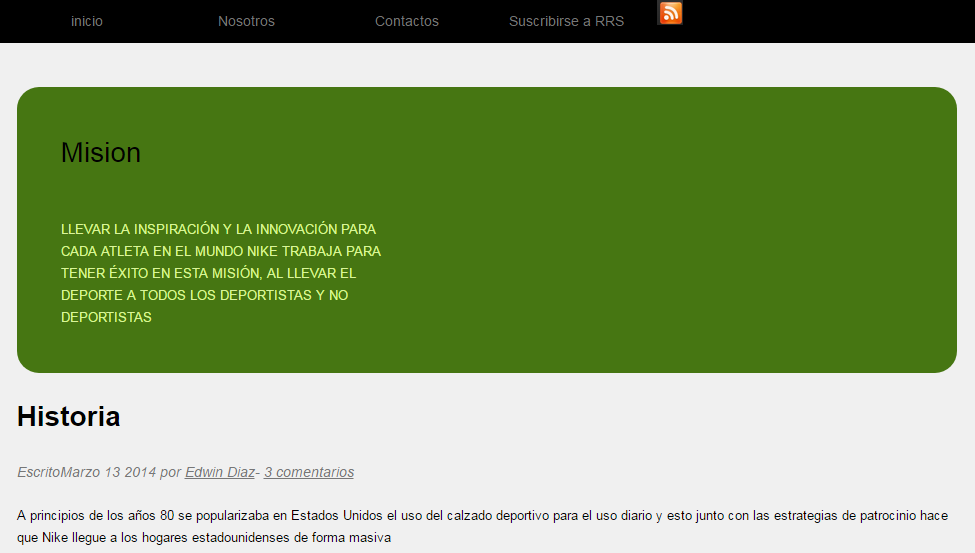 inicio Nosotros Contactos Suscribirse a RRS
Mision
LLEVAR LA INSPIRACIÓN Y LA INNOVACIÓN PARA
CADA ATLETA EN EL MUNDO NIKE TRABAJA PARA
TENER ÉXITO EN ESTA MISIÓN, AL LLEVAR EL
DEPORTE A TODOS LOS DEPORTISTAS Y NO
DEPORTISTAS
Historia
EscritoMarzo 13 2014 por Edwin Diaz- 3 comentarios
A principios de los años 80 se popularizaba en Estados Unidos el uso del calzado deportivo para el uso diario y esto junto con las estrategias de patrocinio hace
que Nike llegue a los hogares estadounidenses de forma masiva